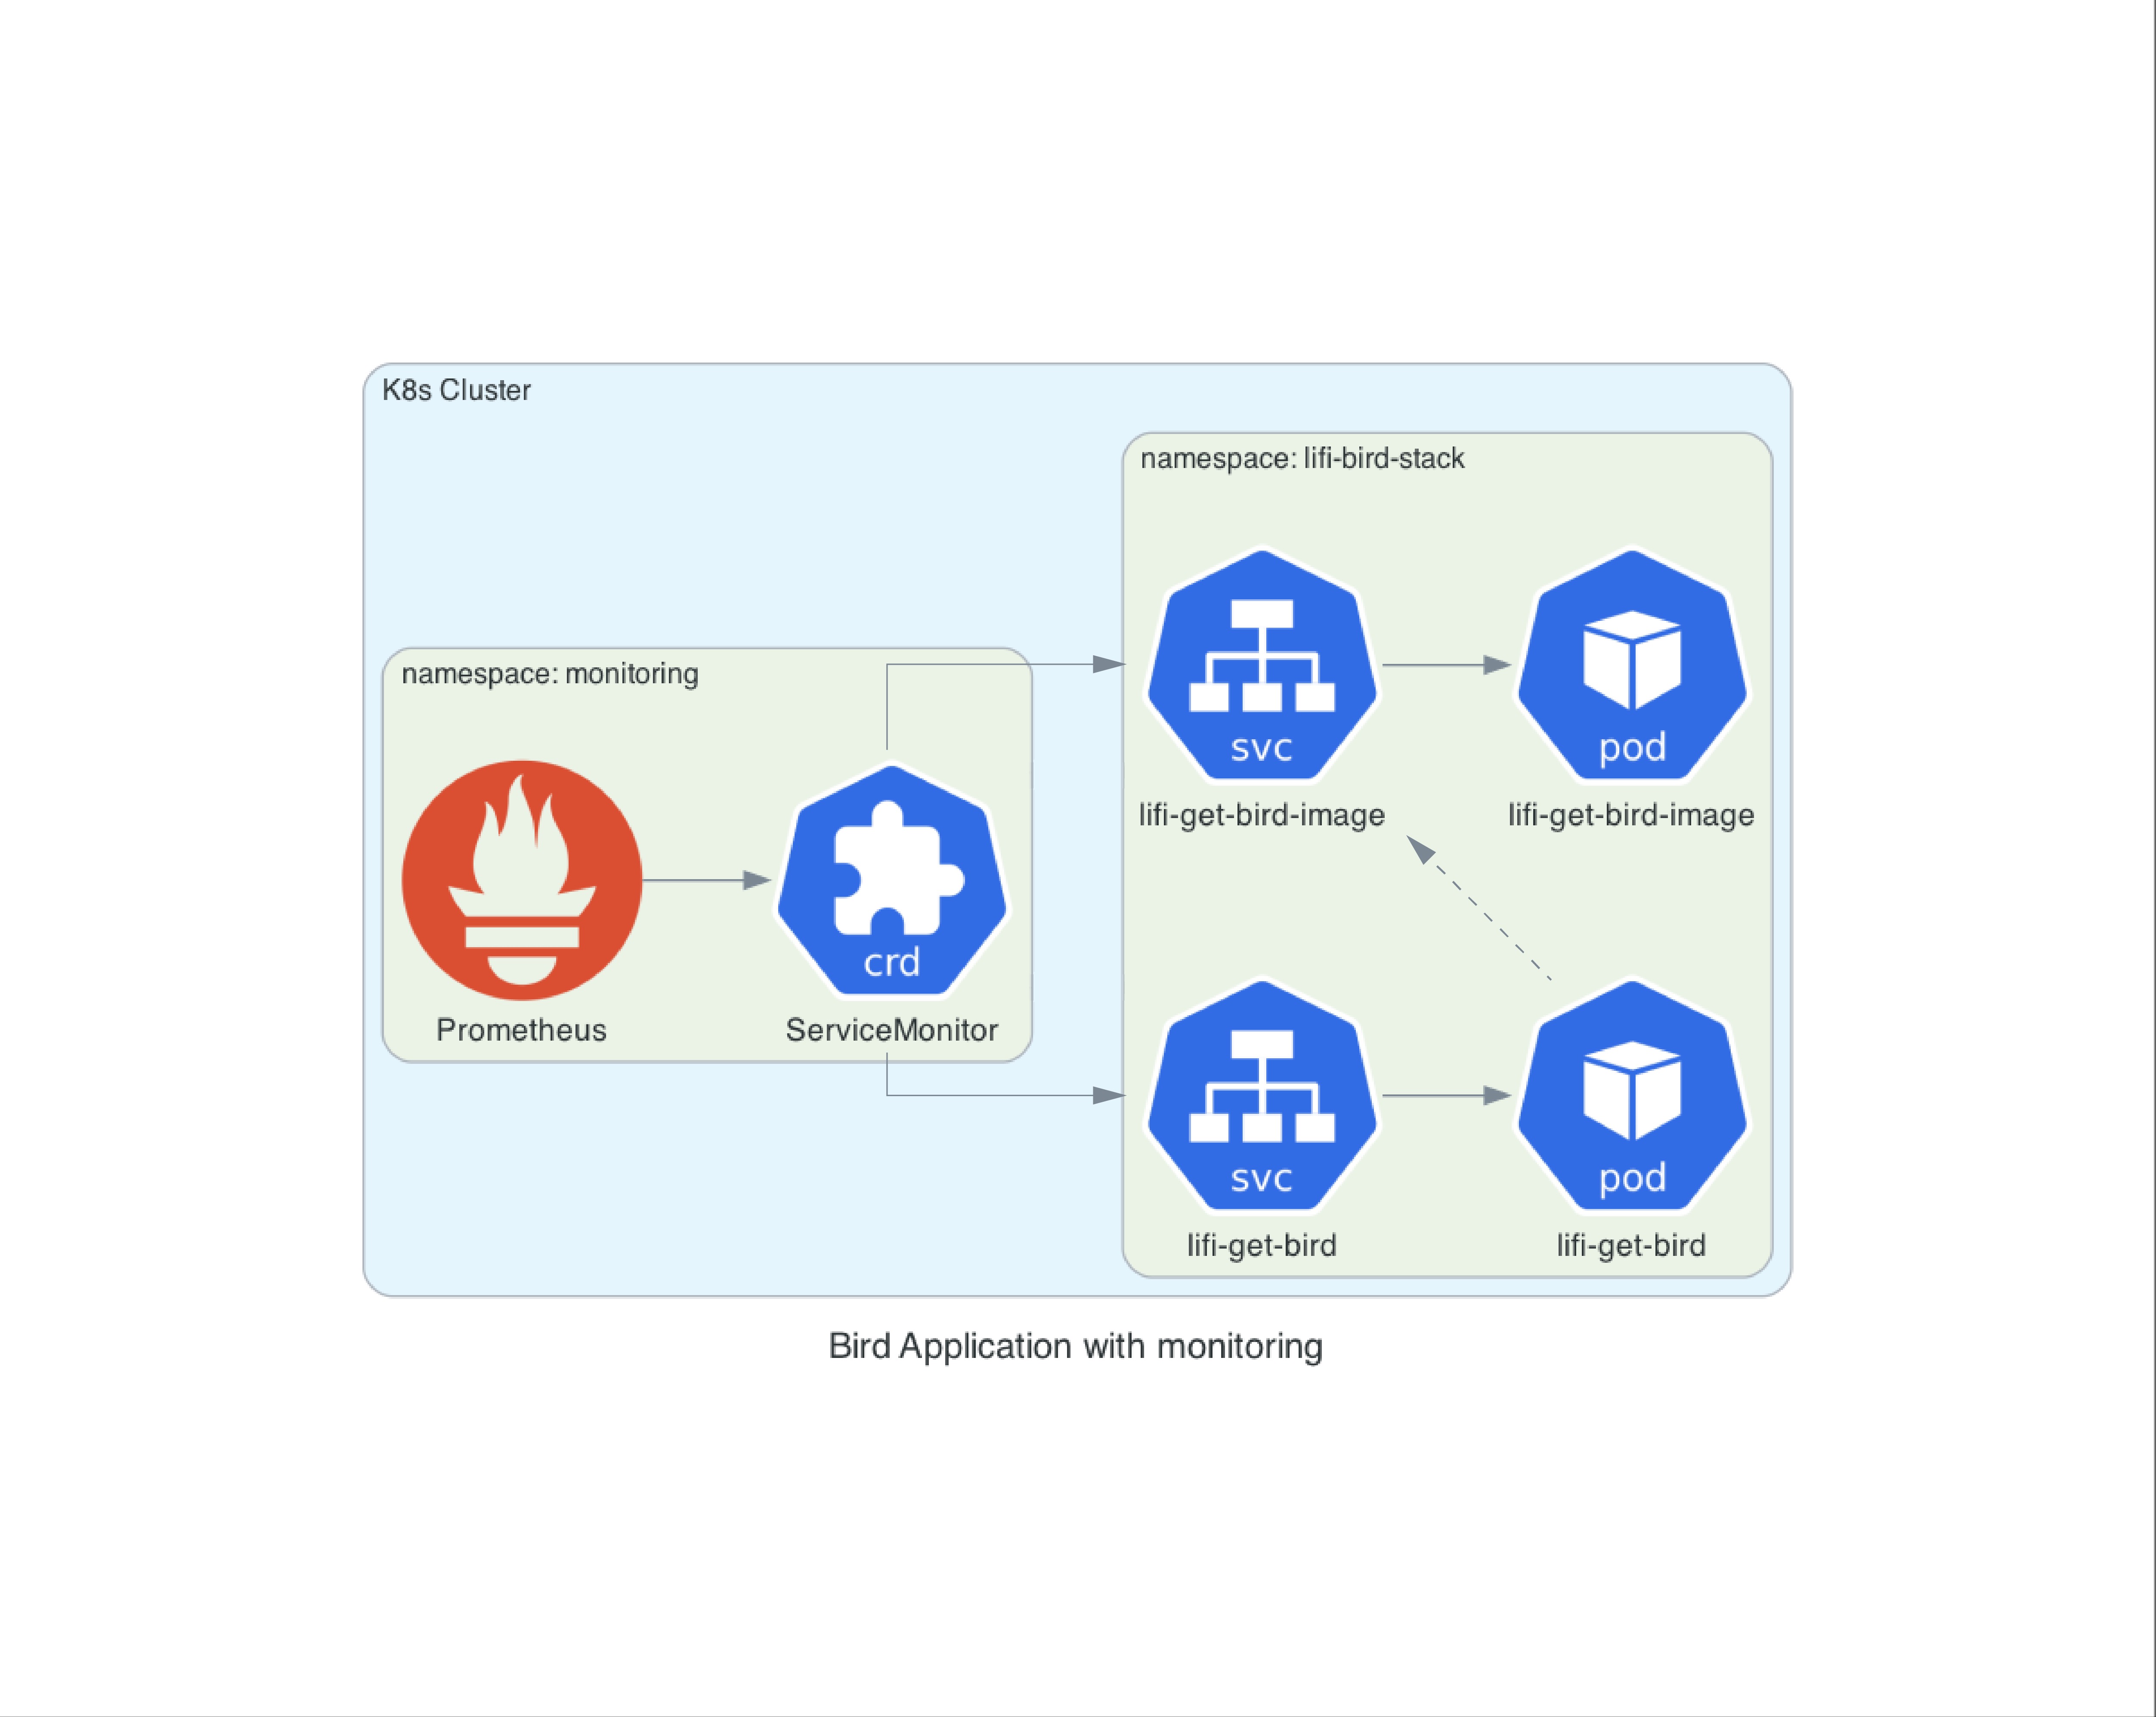 K8s Cluster
namespace: lifi-bird-stack
svc
pod
lifi-get-bird-image
lifi-get-bird-image
namespace: monitoring
crd
Prometheus
ServiceMonitor
svc
pod
lifi-get-bird
lifi-get-bird
Bird Application with monitoring